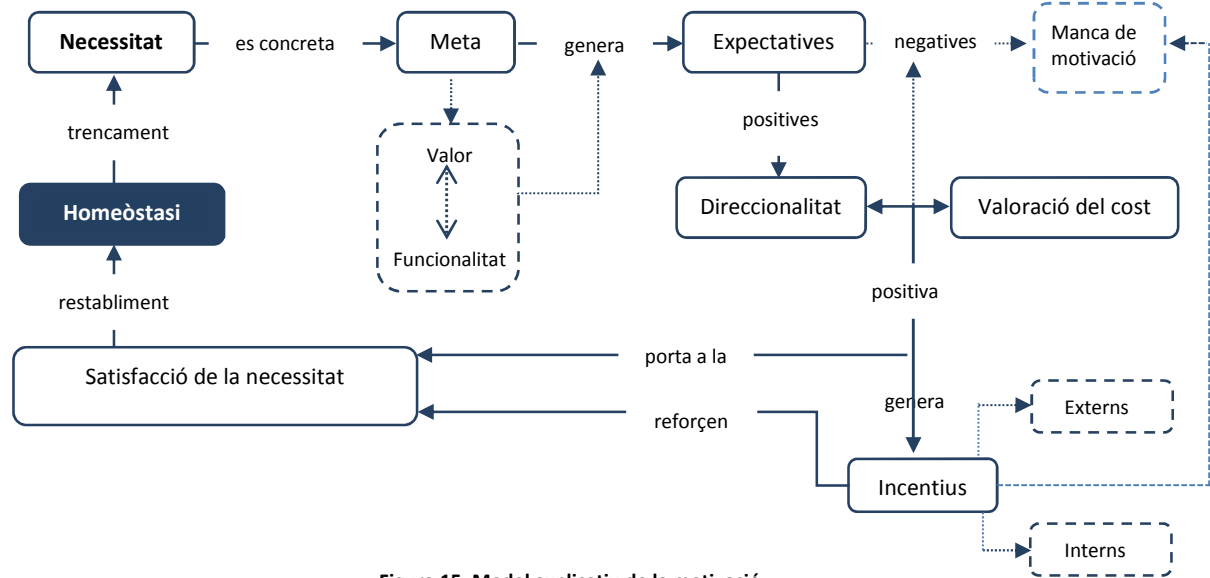 Necessitat
es concreta
Meta
genera
Expectatives
negatives
Manca de
motivació
trencament
Valor
positives
Homeòstasi
Direccionalitat
Valoració del cost
Funcionalitat
restabliment
positiva
Satisfacció de la necessitat
porta a la
genera
Externs
reforçen
Incentius
Interns